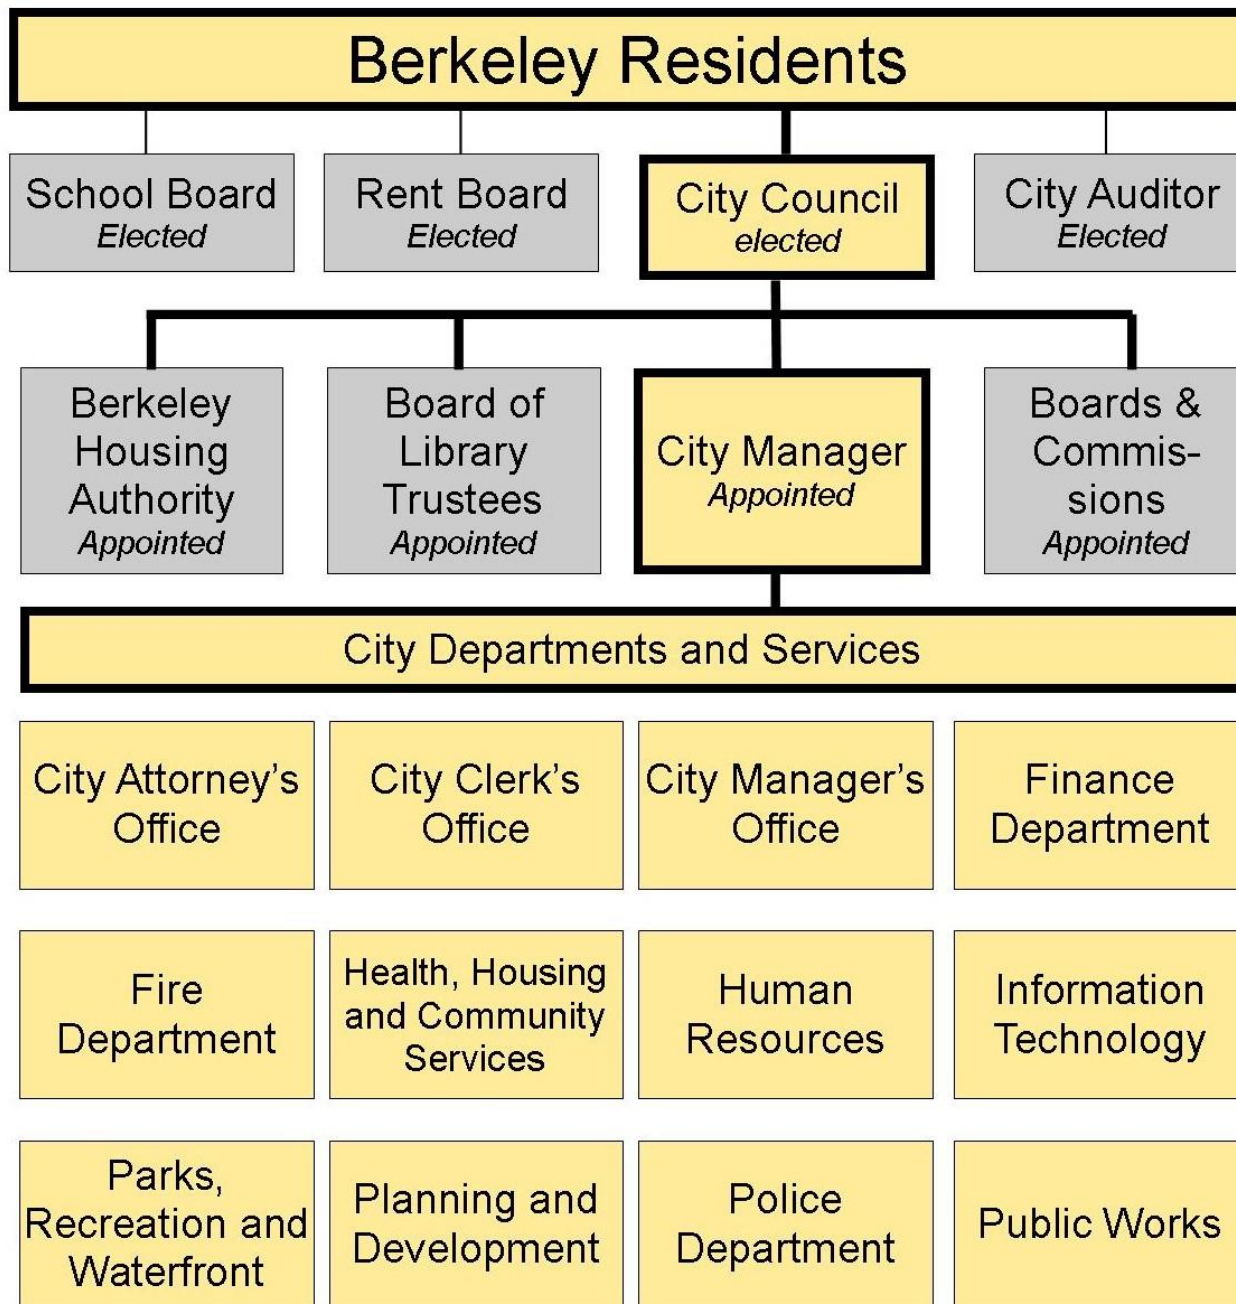 Berkeley Residents
School Board
Elected
Rent Board
Elected
City Council
elected
City Auditor
Elected
Berkeley
Housing
Authority
Appointed
Board of
Library
Trustees
Appointed
City Manager
Appointed
Boards &
Commis-
sions
Appointed
City Departments and Services
City Attorney’s
Office
City Clerk’s
Office
City Manager’s
Office
Finance
Department
Fire
Department
Health, Housing
and Community
Services
Human
Resources
Information
Technology
Parks,
Recreation and
Waterfront
Planning and
Development
Police
Department
Public Works